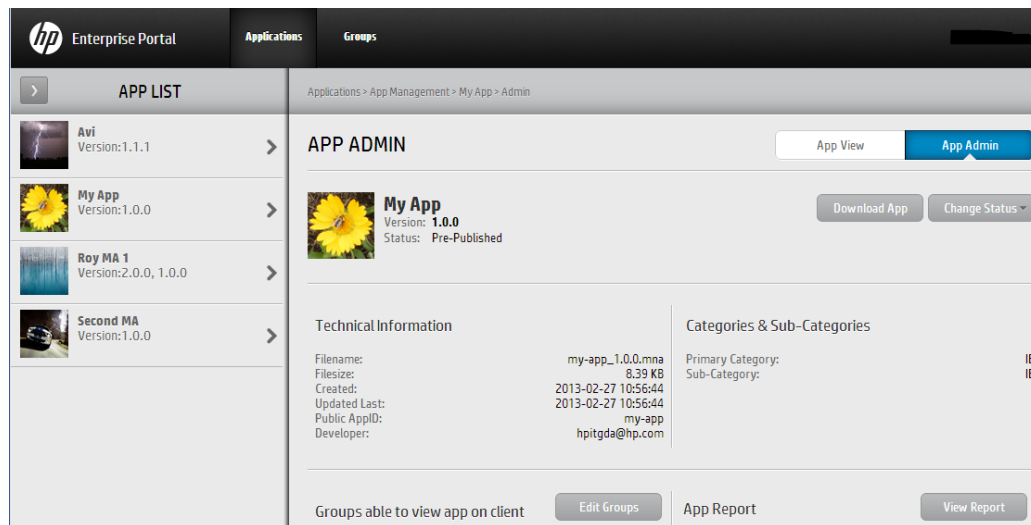 hp Enterprise Portal Applications Groups
APP LIST
Avi
Version:1.1.1
My App
Version:1.0.0
Roy MA 1
Version:2.0.0, 1.0.0
Second MA
Version:1.0.0
Applications > App Management > My App > Admin
APP ADMIN App View App Admin
My App
Version: 1.0.0
Status: Pre-Published
Download App Change Status
Technical Information
Filename: my-app_1.0.0.mna
Filesize: 8.39 KB
Created: 2013-02-27 10:56:44
Updated Last: 2013-02-27 10:56:44
Public AppID: my-app
Developer: hpitgda@hp.com
Categories & Sub-Categories
Primary Category:
Sub-Category:
Groups able to view app on client Edit Groups
App Report View Report